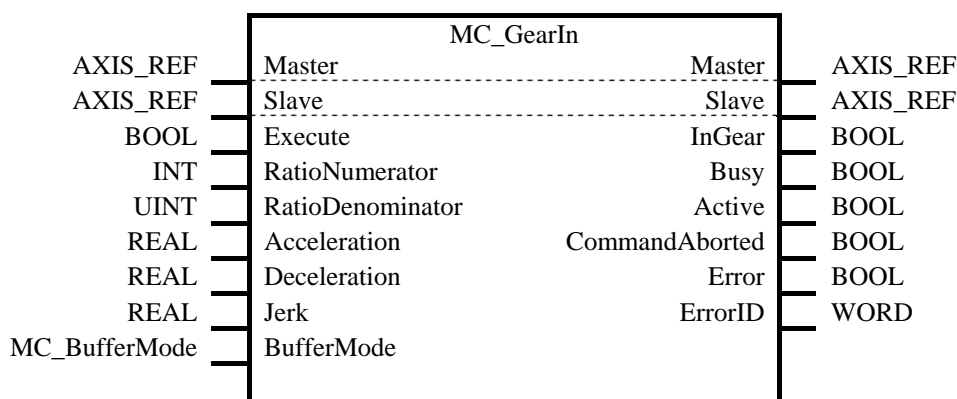 MC_GearIn
AXIS_REF Master Master AXIS_REF
AXIS_REF Slave Slave AXIS_REF
BOOL Execute InGear BOOL
INT RatioNumerator Busy BOOL
UINT RatioDenominator Active BOOL
REAL Acceleration CommandAborted BOOL
REAL Deceleration Error BOOL
REAL Jerk ErrorID WORD
MC_BufferMode BufferMode